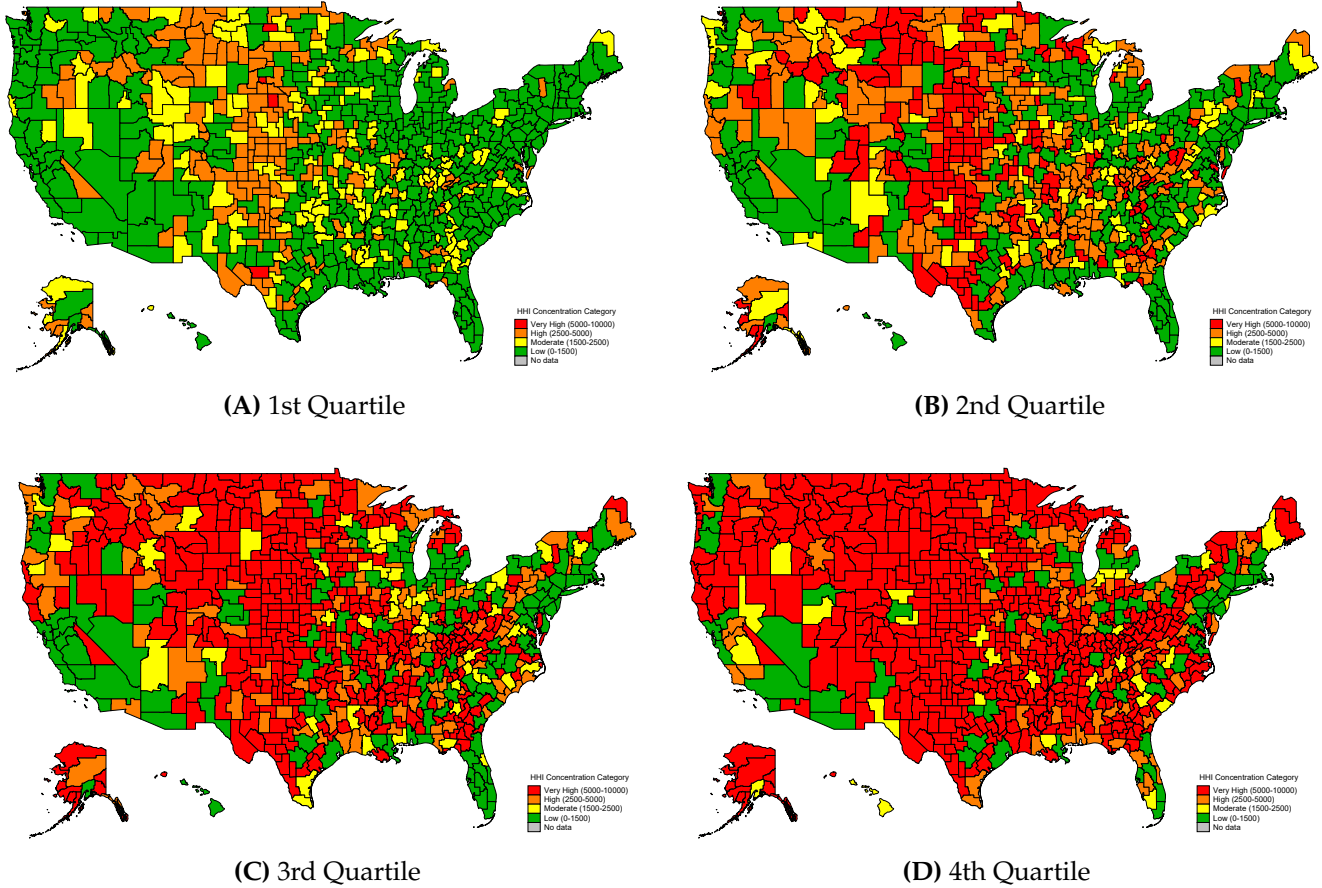 HHI Concentration Category
Very High (5000-10000)
High (2500-5000)
Moderate (1500-2500)
Low (0-1500)
No data
(A) 1st Quartile
HHI Concentration Category
Very High (5000-10000)
High (2500-5000)
Moderate (1500-2500)
Low (0-1500)
No data
(B) 2nd Quartile
HHI Concentration Category
Very High (5000-10000)
High (2500-5000)
Moderate (1500-2500)
Low (0-1500)
No data
(C) 3rd Quartile
HHI Concentration Category
Very High (5000-10000)
High (2500-5000)
Moderate (1500-2500)
Low (0-1500)
No data
(D) 4th Quartile